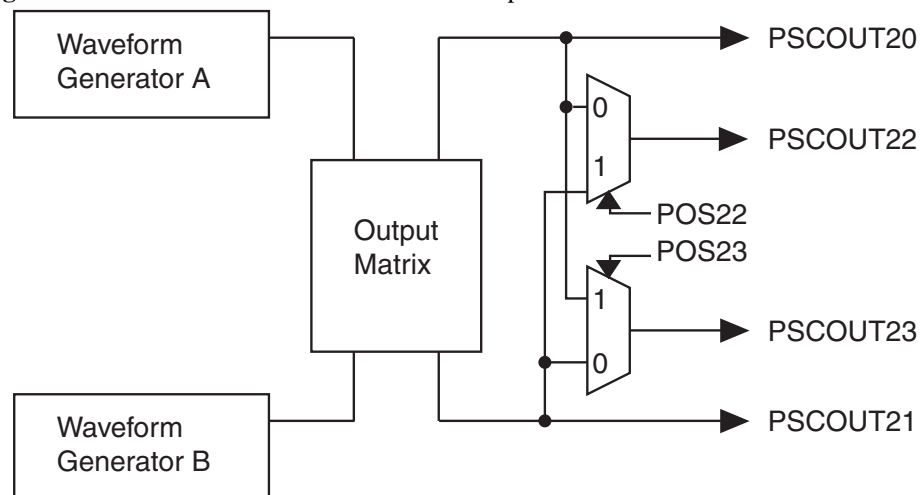 Waveform
Generator A
PSCOUT20
0
PSCOUT22
1
POS22
Output
Matrix
POS23
1
PSCOUT23
0
Waveform
Generator B
PSCOUT21